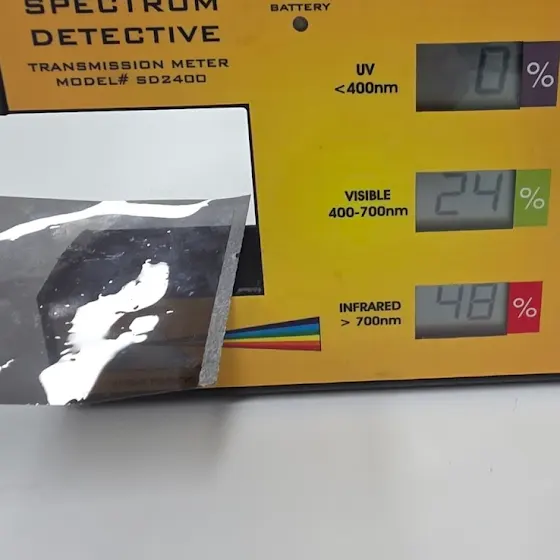 SPECTRUM
DETECTIVE
TRANSMISSION METER
MODEL# SD2400
BATTERY
UV
<400nm
0 %
VISIBLE
400-700nm
24 %
INFRARED
> 700nm
48 %